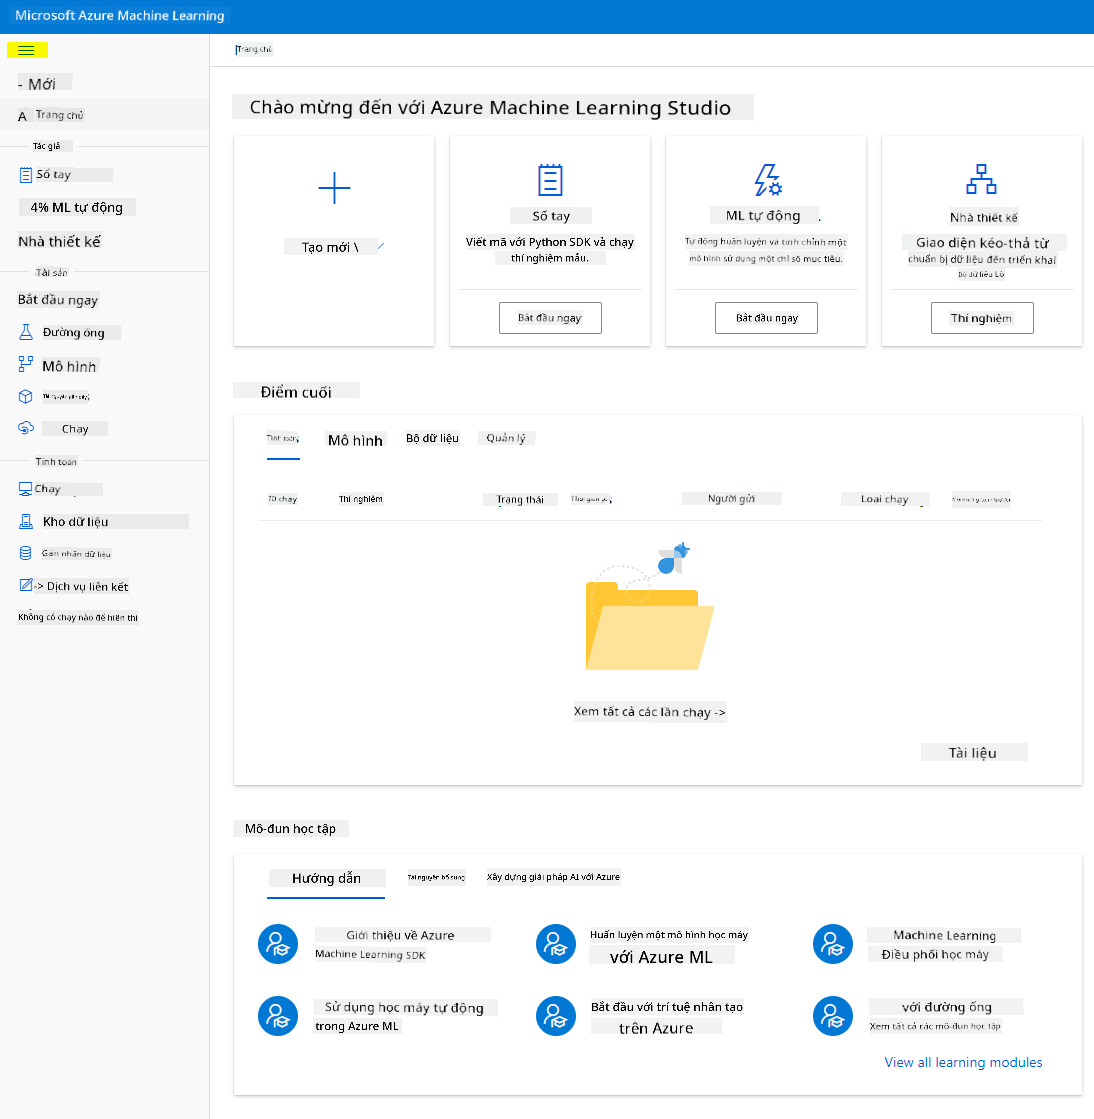 Microsoft Azure Machine Learning
- Mới
A Trang chủ
Tác giả
Sổ tay
4% ML tự động
Nhà thiết kế
Tài sản
Bắt đầu ngay
Đường ống
Mô hình
Chạy
Tính toán
Chạy
Kho dữ liệu
Gán nhãn dữ liệu
-> Dịch vụ liên kết
Không có chạy nào để hiển thị
Trang chủ
Chào mừng đến với Azure Machine Learning Studio
Tạo mới \
Sổ tay
Viết mã với Python SDK và chạy
thí nghiệm mẫu.
Bắt đầu ngay
ML tự động
Tự động huấn luyện và tinh chỉnh một
mô hình sử dụng một chỉ số mục tiêu.
Bắt đầu ngay
Nhà thiết kế
Giao diện kéo-thả từ
chuẩn bị dữ liệu đến triển khai
Bộ dữ liệu Lò
Thí nghiệm
Điểm cuối
Tính toán
Mô hình
Bộ dữ liệu
Quản lý
ID chạy
Thí nghiệm
Trạng thái
Thời gian
Người gửi
Loại chạy
Xem tất cả các lần chạy ->
Tài liệu
Mô-đun học tập
Hướng dẫn
Tài nguyên bổ sung
Xây dựng giải pháp AI với Azure
Giới thiệu về Azure
Machine Learning SDK
Huấn luyện một mô hình học máy
với Azure ML
Machine Learning
Điều phối học máy
Sử dụng học máy tự động
trong Azure ML
Bắt đầu với trí tuệ nhân tạo
trên Azure
với đường ống
Xem tất cả các mô-đun học tập
View all learning modules